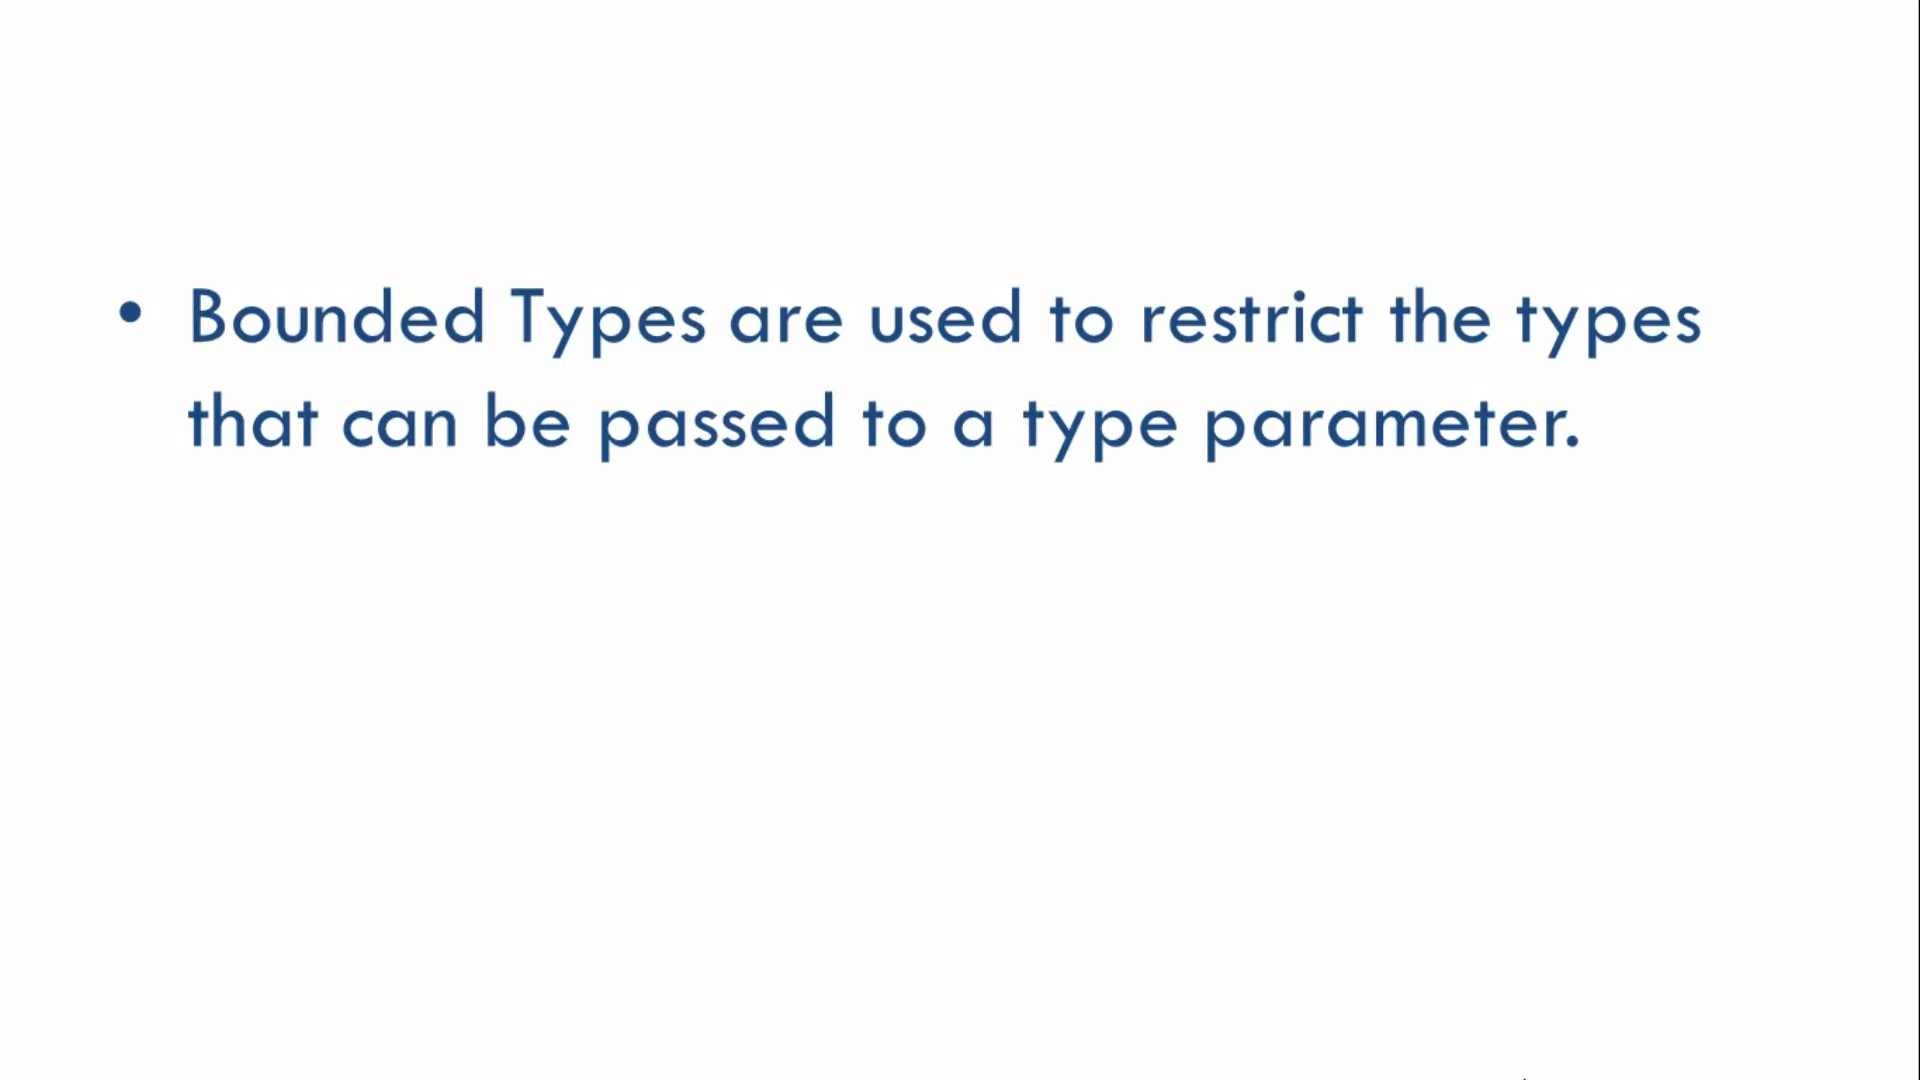 • Bounded Types are used to restrict the types
that can be passed to a type parameter.